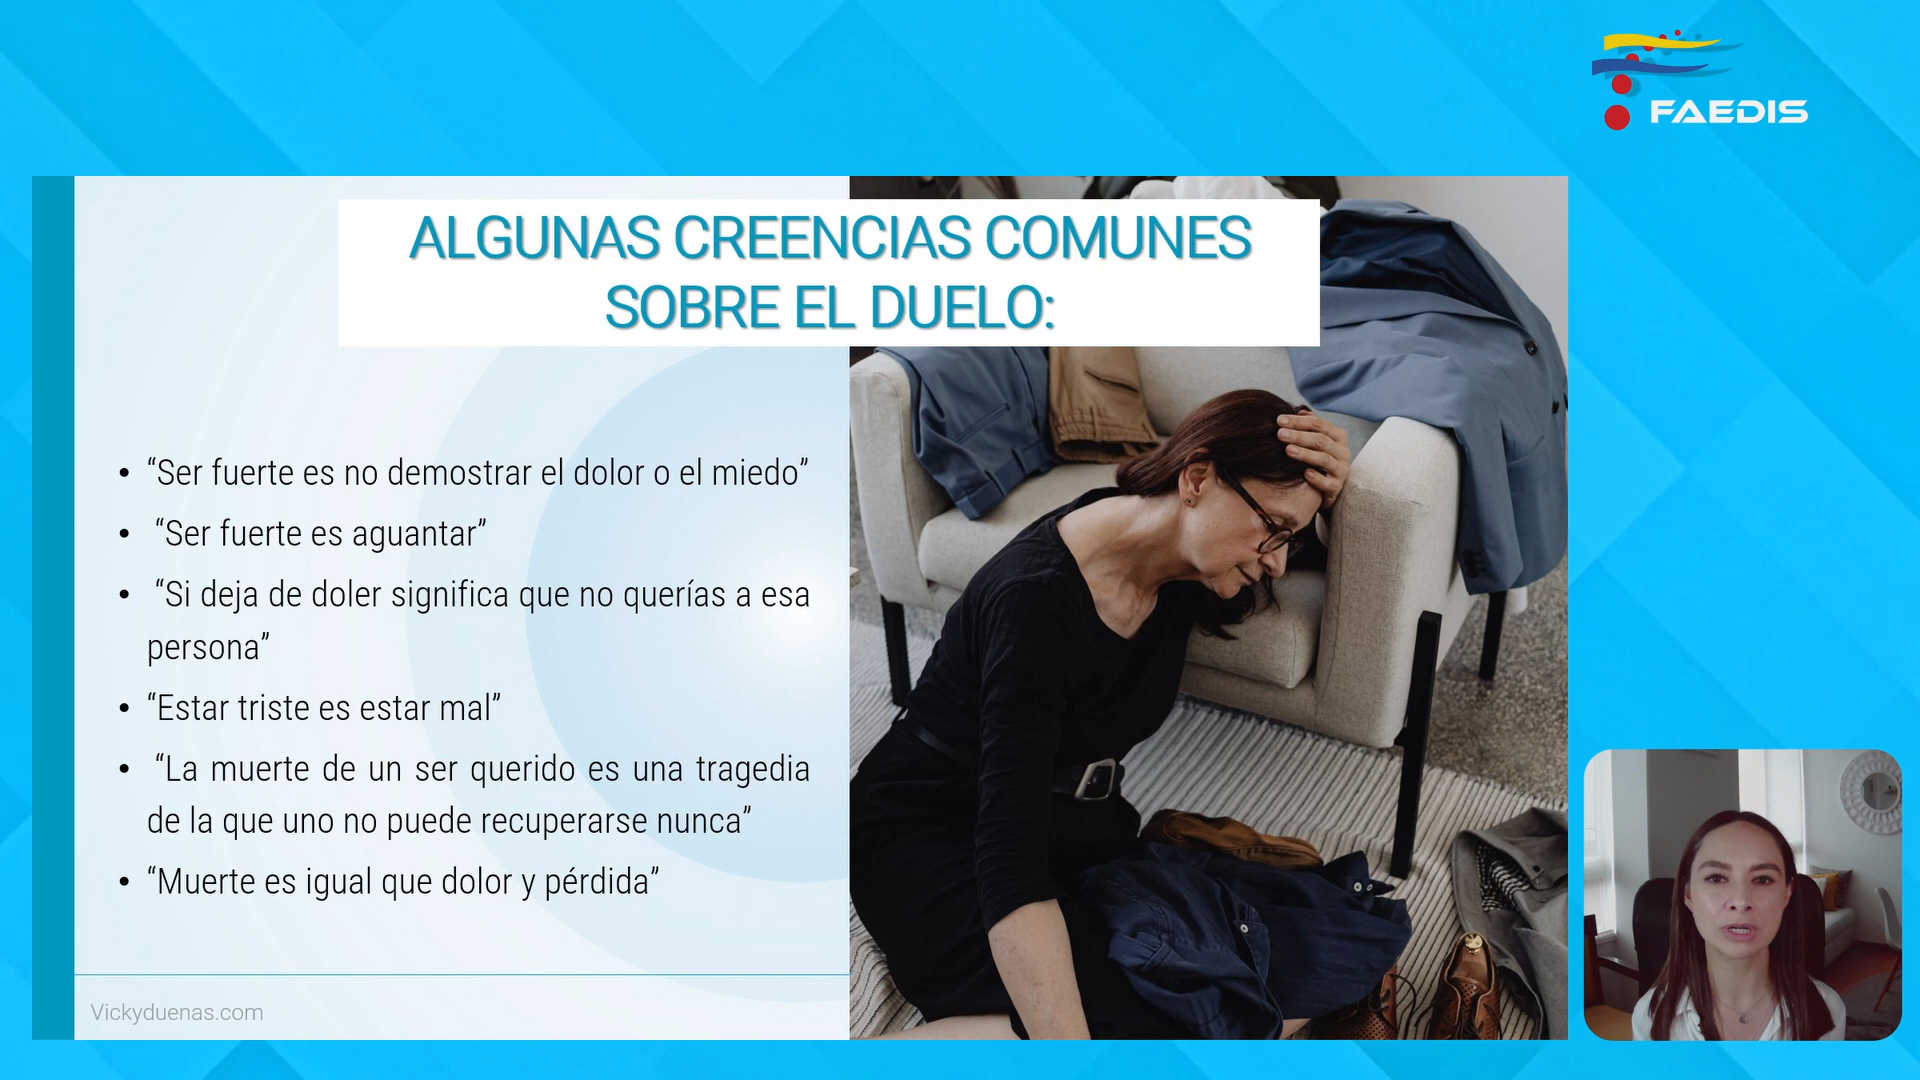 FAEDIS
ALGUNAS CREENCIAS COMUNES
SOBRE EL DUELO:
• “Ser fuerte es no demostrar el dolor o el miedo”
• “Ser fuerte es aguantar”
• “Si deja de doler significa que no querías a esa
persona”
• “Estar triste es estar mal”
• “La muerte de un ser querido es una tragedia
de la que uno no puede recuperarse nunca”
• “Muerte es igual que dolor y pérdida”
Vickyduenas.com